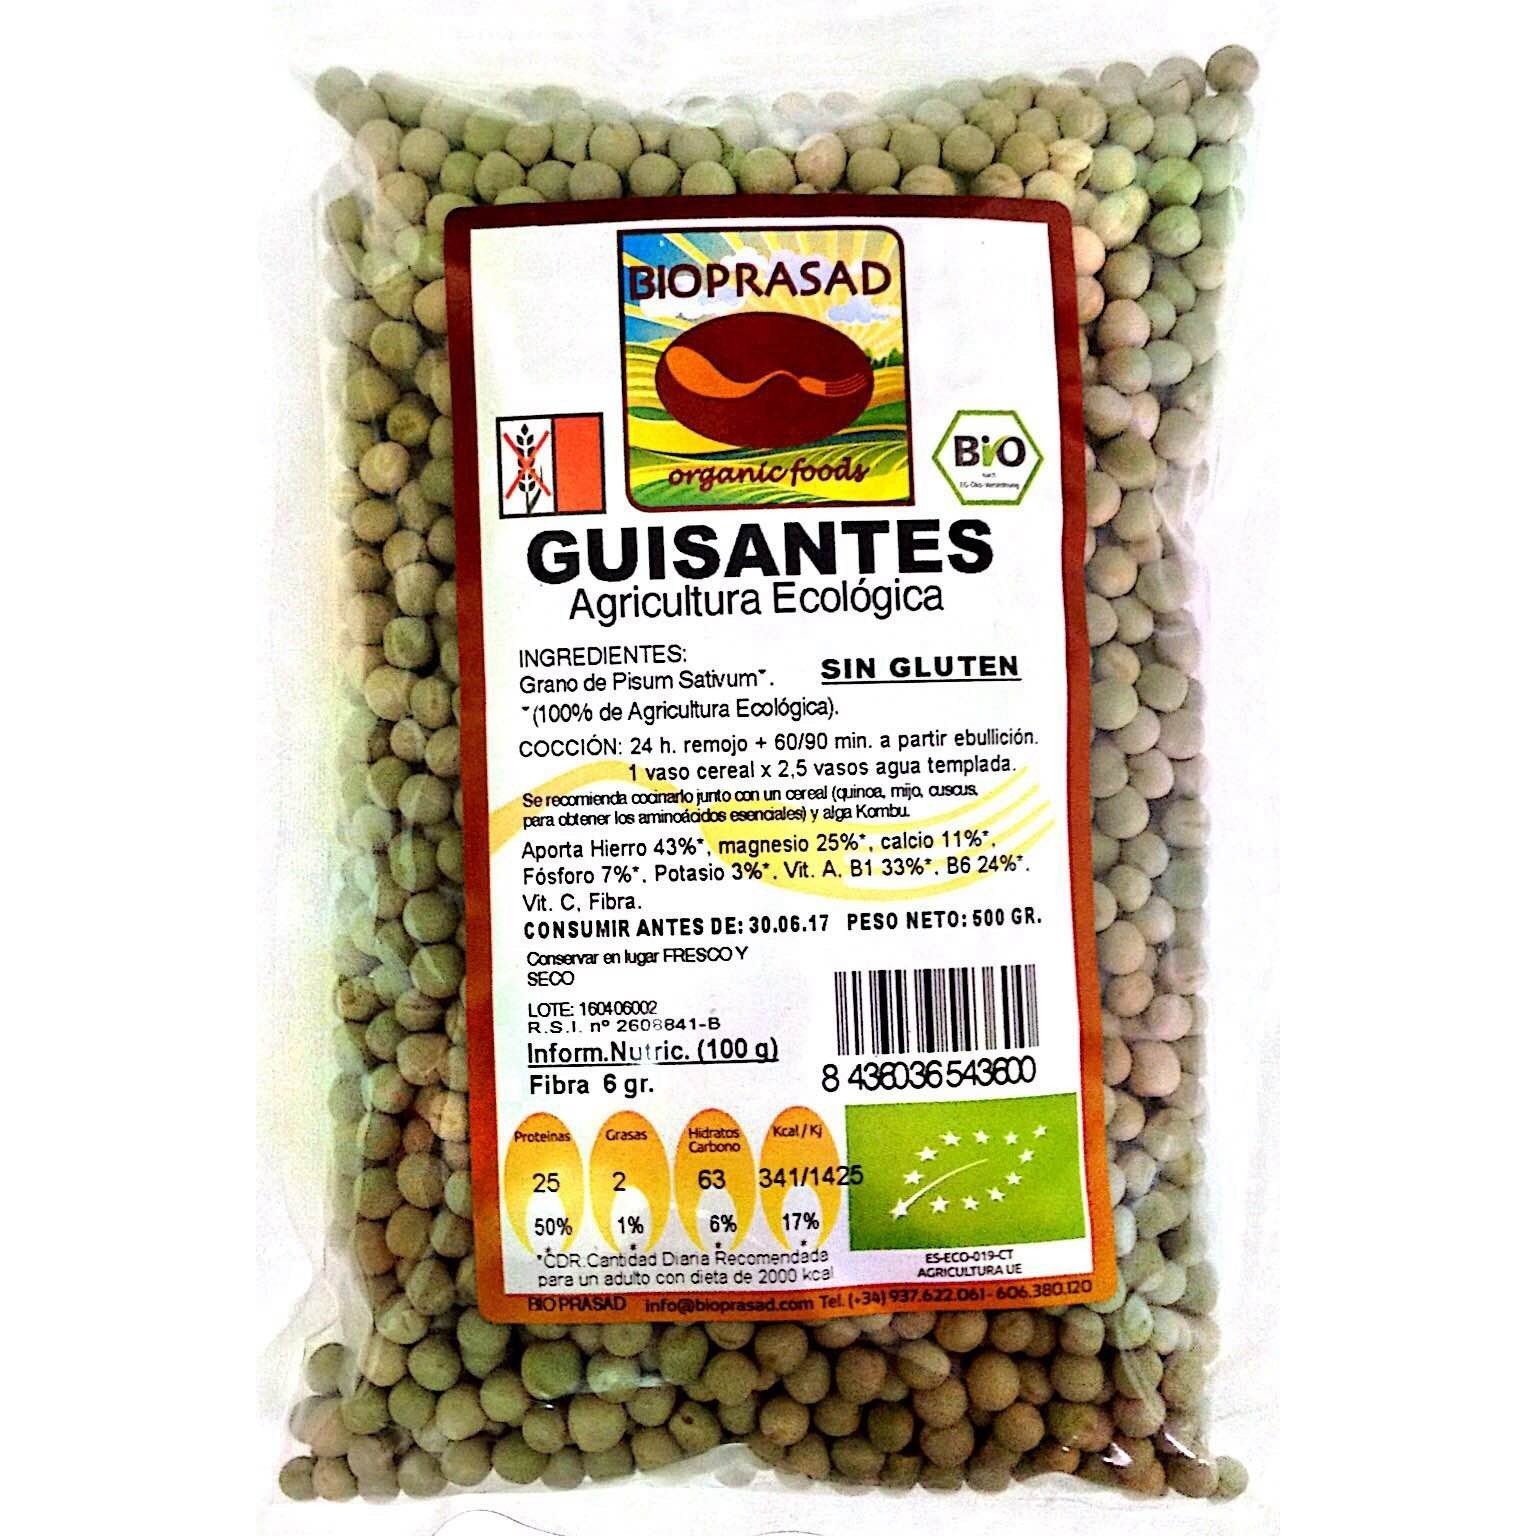 BIOPRASAD
organic foods
BiO
nach
EG-Öko-Verordnung
GUISANTES
Agricultura Ecológica
INGREDIENTES:
Grano de Pisum Sativum*. SIN GLUTEN
*(100% de Agricultura Ecológica).
COCCIÓN: 24 h. remojo + 60/90 min. a partir ebullición.
1 vaso cereal x 2,5 vasos agua templada.
Se recomienda cocinarlo junto con un cereal (quinoa, mijo, cuscus,
para obtener los aminoácidos esenciales) y alga Kombu.
Aporta Hierro 43%*, magnesio 25%*, calcio 11%*,
Fósforo 7%*, Potasio 3%*, Vit. A, B1 33%*, B6 24%*.
Vit. C, Fibra.
CONSUMIR ANTES DE: 30.06.17 PESO NETO: 500 GR.
Conservar en lugar FRESCO Y
SECO
LOTE: 160406002
R.S.I. nº 2608841-B
Inform.Nutric. (100 g)
Fibra 6 gr.
8 436036 543600
Proteinas Grasas Hidratos Carbono Kcal / Kj
25 2 63 341/1425
50% 1% 6% 17%
* * * *
*CDR:Cantidad Diaria Recomendada
para un adulto con dieta de 2000 kcal
ES-ECO-019-CT
AGRICULTURA UE
BIOPRASAD info@bioprasad.com Tel. (+34) 937.622.061 - 606.380.120